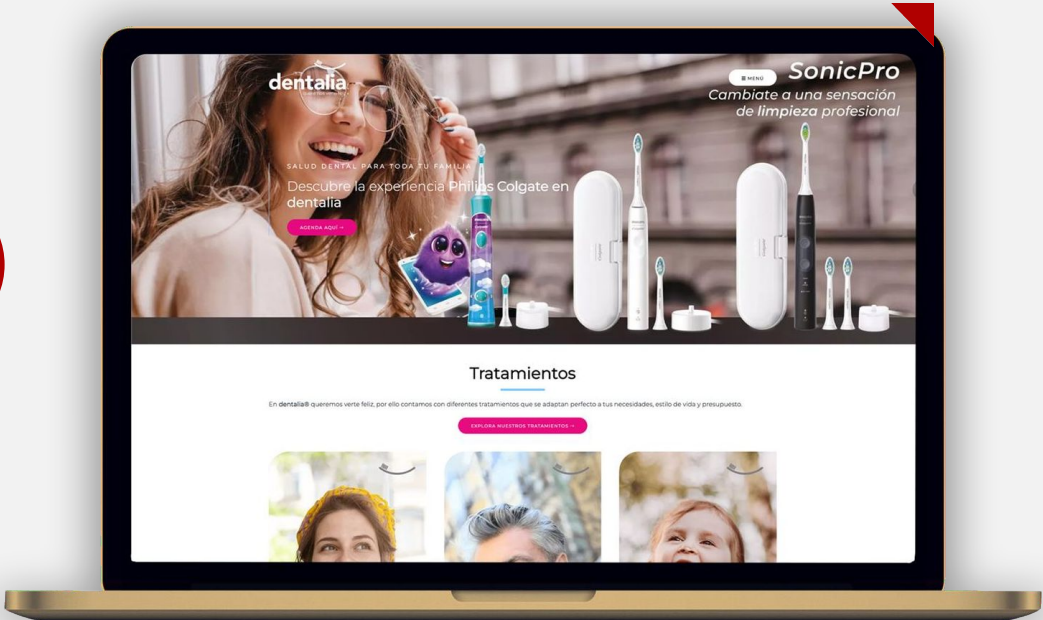 dentalia
MENÚ
SonicPro
Cambiate a una sensación
de limpieza profesional
SALUD DENTAL PARA TODA TU FAMILIA
Descubre la experiencia Philips Colgate en
dentalia
AGENDA AQUÍ →
Tratamientos
En dentalia® queremos verte feliz, por ello contamos con diferentes tratamientos que se adaptan perfecto a tus necesidades, estilo de vida y presupuesto.
EXPLORA NUESTROS TRATAMIENTOS →